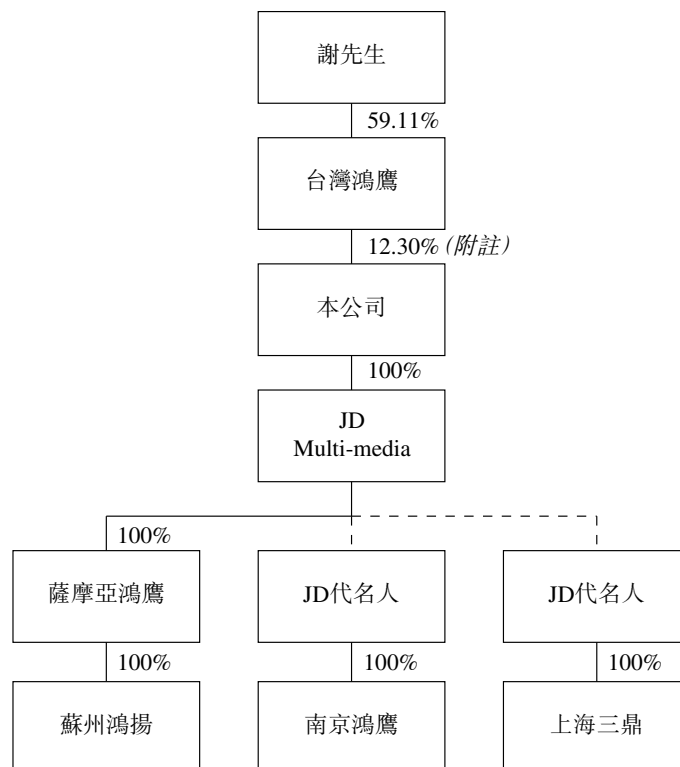 謝先生
59.11%
台灣鴻鷹
12.30% (附註)
本公司
100%
JD
Multi-media
100%
薩摩亞鴻鷹
JD代名人
JD代名人
100%
100%
100%
蘇州鴻揚
南京鴻鷹
上海三鼎